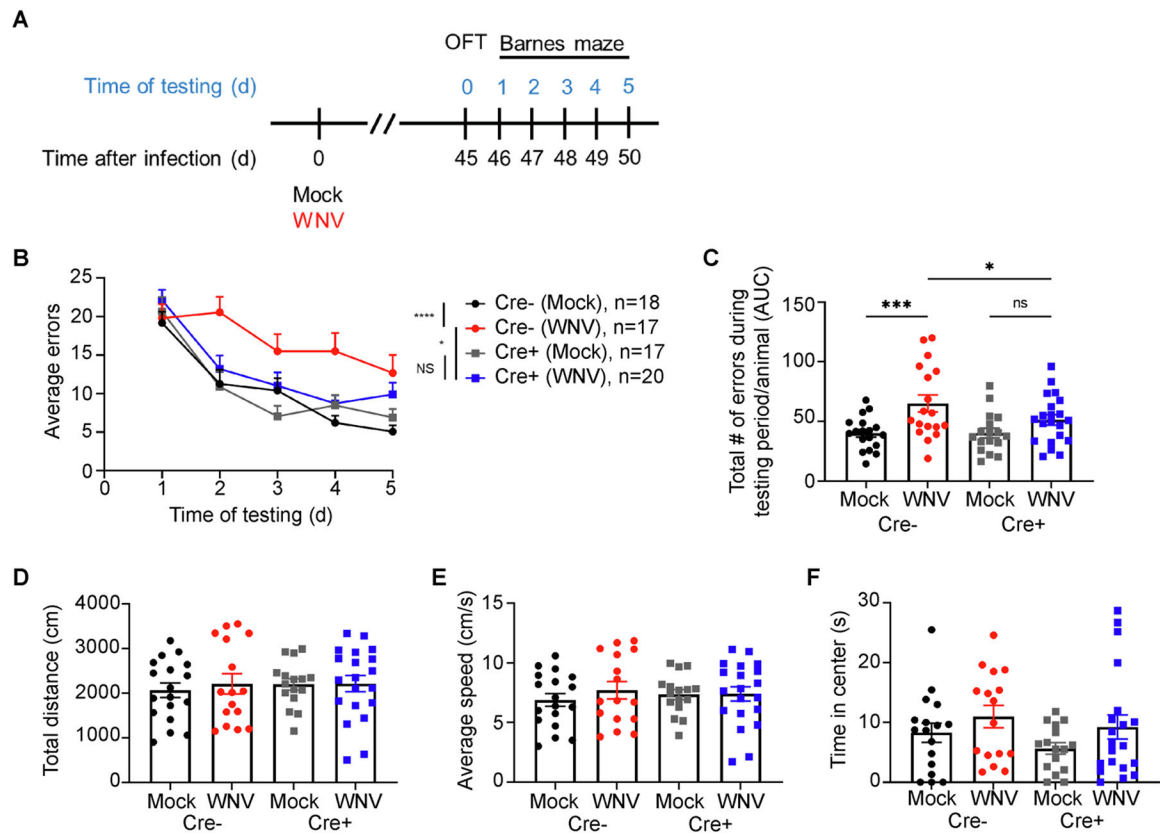 A
OFT Barnes maze
Time of testing (d) 0 1 2 3 4 5
Time after infection (d) 0 45 46 47 48 49 50
Mock
WNV
B
Average errors
25
20
15
10
5
0
0 1 2 3 4 5
Time of testing (d)
**** 
*
NS
Cre- (Mock), n=18
Cre- (WNV), n=17
Cre+ (Mock), n=17
Cre+ (WNV), n=20
C
Total # of errors during
testing period/animal (AUC)
150
100
50
0
***
*
ns
Mock WNV Mock WNV
Cre- Cre+
D
Total distance (cm)
4000
3000
2000
1000
0
Mock WNV Mock WNV
Cre- Cre+
E
Average speed (cm/s)
15
10
5
0
Mock WNV Mock WNV
Cre- Cre+
F
Time in center (s)
30
20
10
0
Mock WNV Mock WNV
Cre- Cre+